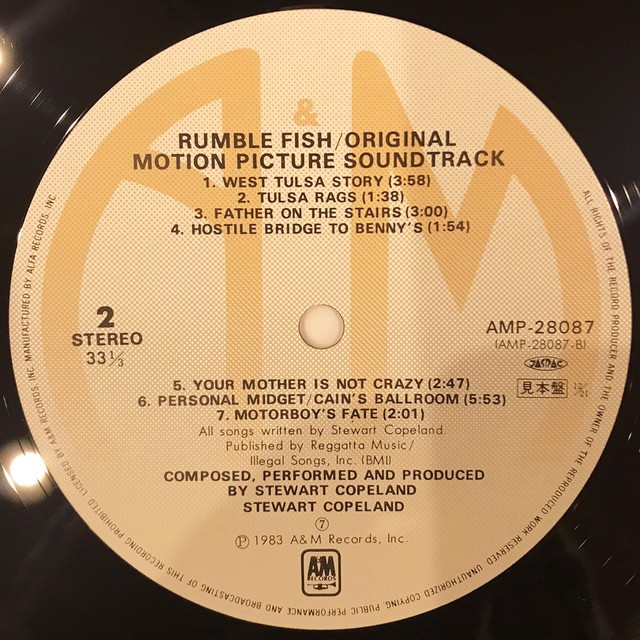 A&M
RUMBLE FISH/ORIGINAL
MOTION PICTURE SOUNDTRACK
1. WEST TULSA STORY (3:58)
2. TULSA RAGS (1:38)
3. FATHER ON THE STAIRS (3:00)
4. HOSTILE BRIDGE TO BENNY'S (1:54)
2
STEREO
33 1/3
AMP-28087
(AMP-28087-B)
JASRAC
見本盤 12/21
5. YOUR MOTHER IS NOT CRAZY (2:47)
6. PERSONAL MIDGET/CAIN'S BALLROOM (5:53)
7. MOTORBOY'S FATE (2:01)
All songs written by Stewart Copeland.
Published by Reggatta Music/
Illegal Songs, Inc. (BMI)
COMPOSED, PERFORMED AND PRODUCED
BY STEWART COPELAND
STEWART COPELAND
⑦
Ⓟ 1983 A&M Records, Inc.
A&M
RECORDS
ALL RIGHTS OF THE RECORD PRODUCER AND THE OWNER OF THE REPRODUCED WORK RESERVED. UNAUTHORIZED COPYING PUBLIC PERFORMANCE AND BROADCASTING OF THIS RECORDING PROHIBITED. LICENSED BY A&M RECORDS INC. MANUFACTURED BY ALFA RECORDS INC.